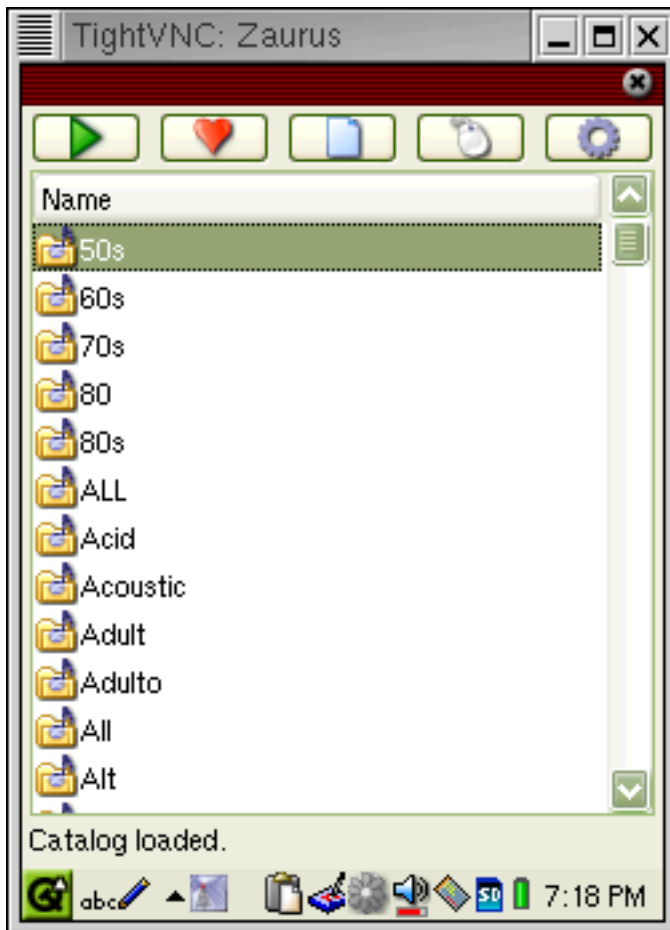 TightVNC: Zaurus
Name
50s
60s
70s
80
80s
ALL
Acid
Acoustic
Adult
Adulto
All
Alt
Catalog loaded.
abc SD 7:18 PM